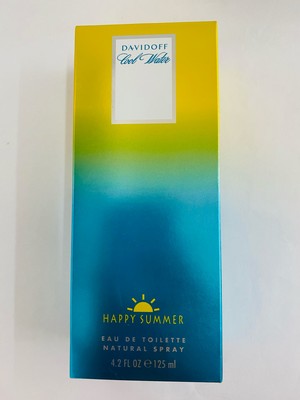 DAVIDOFF
Cool Water
HAPPY SUMMER
EAU DE TOILETTE
NATURAL SPRAY
4.2 FL OZ ℮ 125 ml